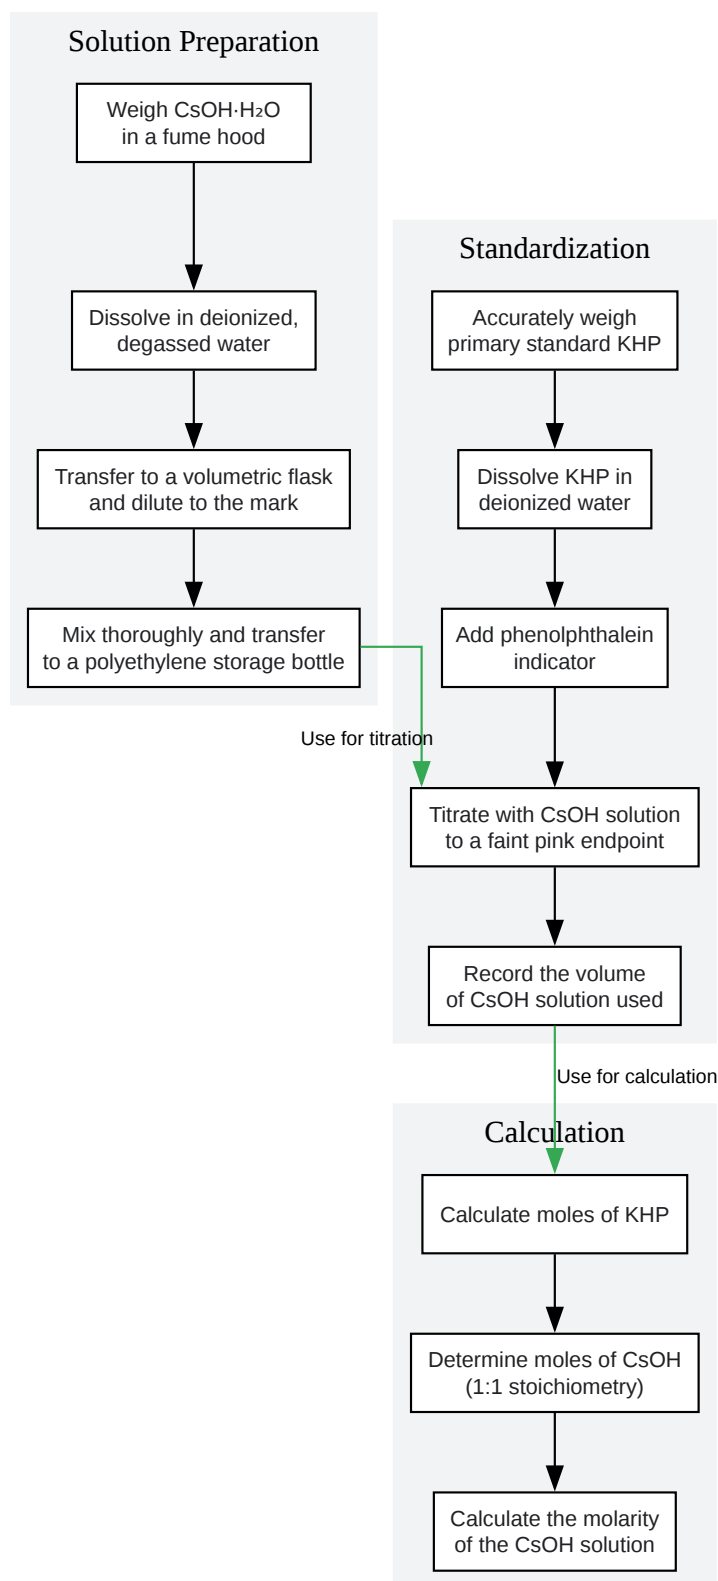 Solution Preparation
Weigh CsOH·H₂O
in a fume hood
Dissolve in deionized,
degassed water
Transfer to a volumetric flask
and dilute to the mark
Mix thoroughly and transfer
to a polyethylene storage bottle
Use for titration
Standardization
Accurately weigh
primary standard KHP
Dissolve KHP in
deionized water
Add phenolphthalein
indicator
Titrate with CsOH solution
to a faint pink endpoint
Record the volume
of CsOH solution used
Use for calculation
Calculation
Calculate moles of KHP
Determine moles of CsOH
(1:1 stoichiometry)
Calculate the molarity
of the CsOH solution